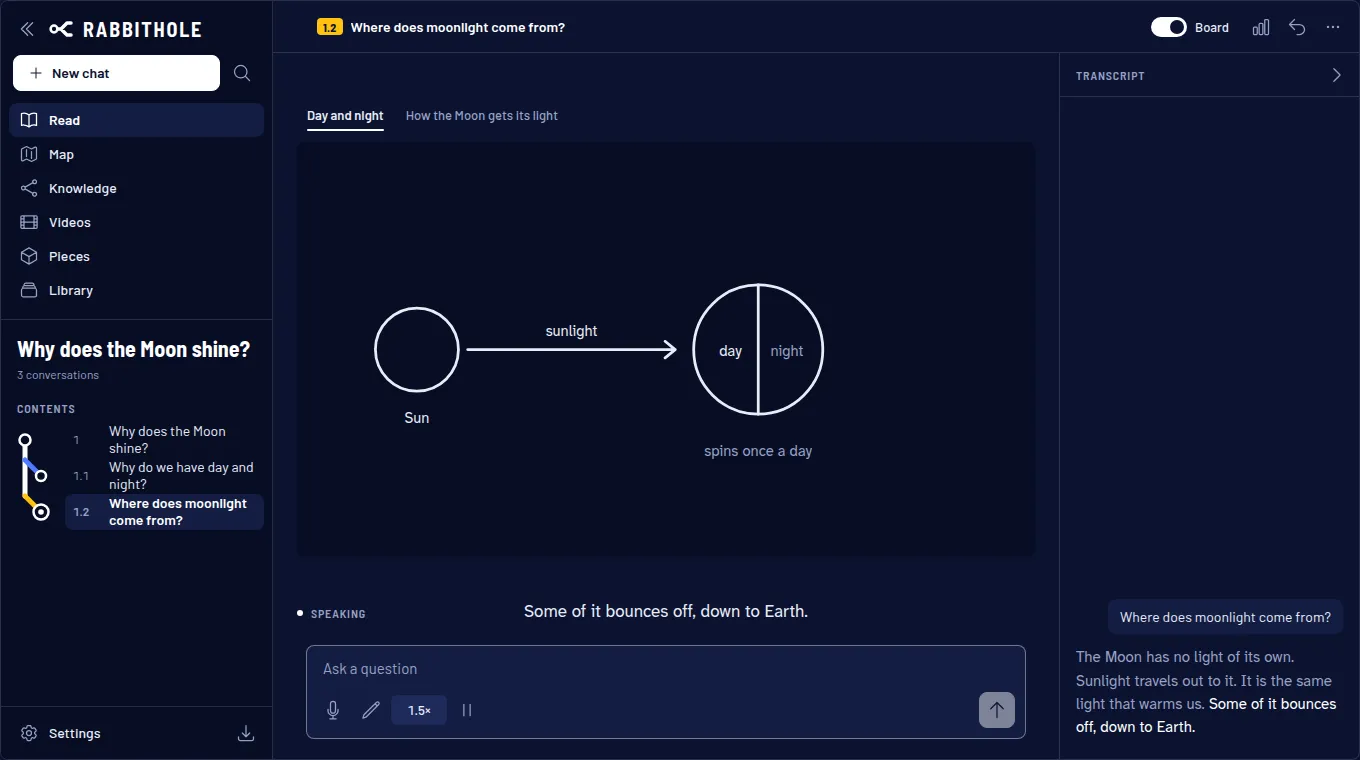 RABBITHOLE
New chat
Read
Map
Knowledge
Videos
Pieces
Library
Why does the Moon shine?
3 conversations
CONTENTS
1 Why does the Moon
shine?
1.1 Why do we have day and
night?
1.2 Where does moonlight
come from?
Settings
1.2 Where does moonlight come from?
Board
Day and night How the Moon gets its light
sunlight
day night
Sun
spins once a day
SPEAKING
Some of it bounces off, down to Earth.
Ask a question
1.5×
TRANSCRIPT
Where does moonlight come from?
The Moon has no light of its own.
Sunlight travels out to it. It is the same
light that warms us. Some of it bounces
off, down to Earth.